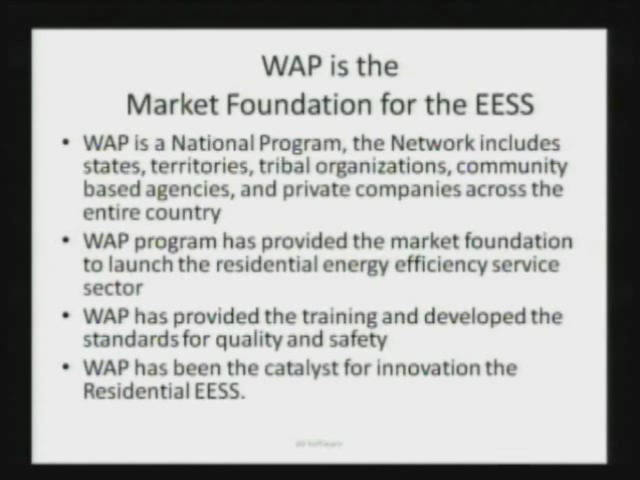 WAP is the
Market Foundation for the EESS
• WAP is a National Program, the Network includes
states, territories, tribal organizations, community
based agencies, and private companies across the
entire country
• WAP program has provided the market foundation
to launch the residential energy efficiency service
sector
• WAP has provided the training and developed the
standards for quality and safety
• WAP has been the catalyst for innovation the
Residential EESS.